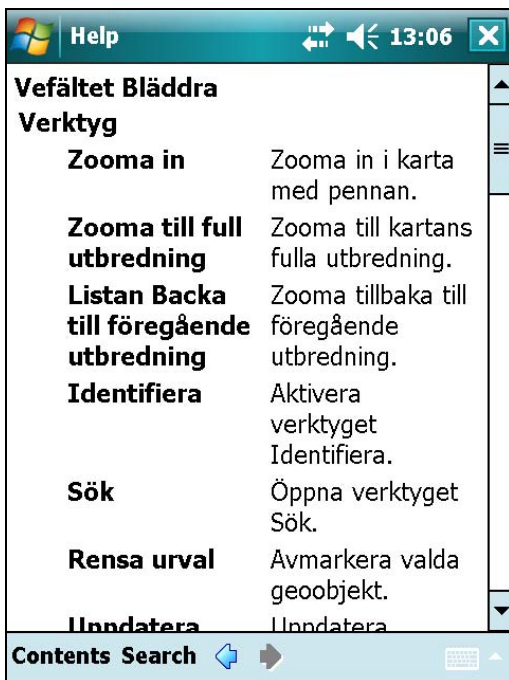 Help 13:06
Vefältet Bläddra
Verktyg
Zooma in Zooma in i karta
med pennan.
Zooma till full Zooma till kartans
utbredning fulla utbredning.
Listan Backa Zooma tillbaka till
till föregående föregående
utbredning utbredning.
Identifiera Aktivera
verktyget
Identifiera.
Sök Öppna verktyget
Sök.
Rensa urval Avmarkera valda
geoobjekt.
Uppdatera Uppdatera
Contents Search